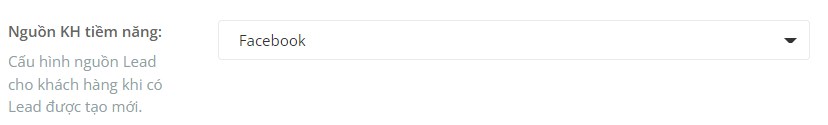 Nguồn KH tiềm năng:
Facebook
Cấu hình nguồn Lead
cho khách hàng khi có
Lead được tạo mới.